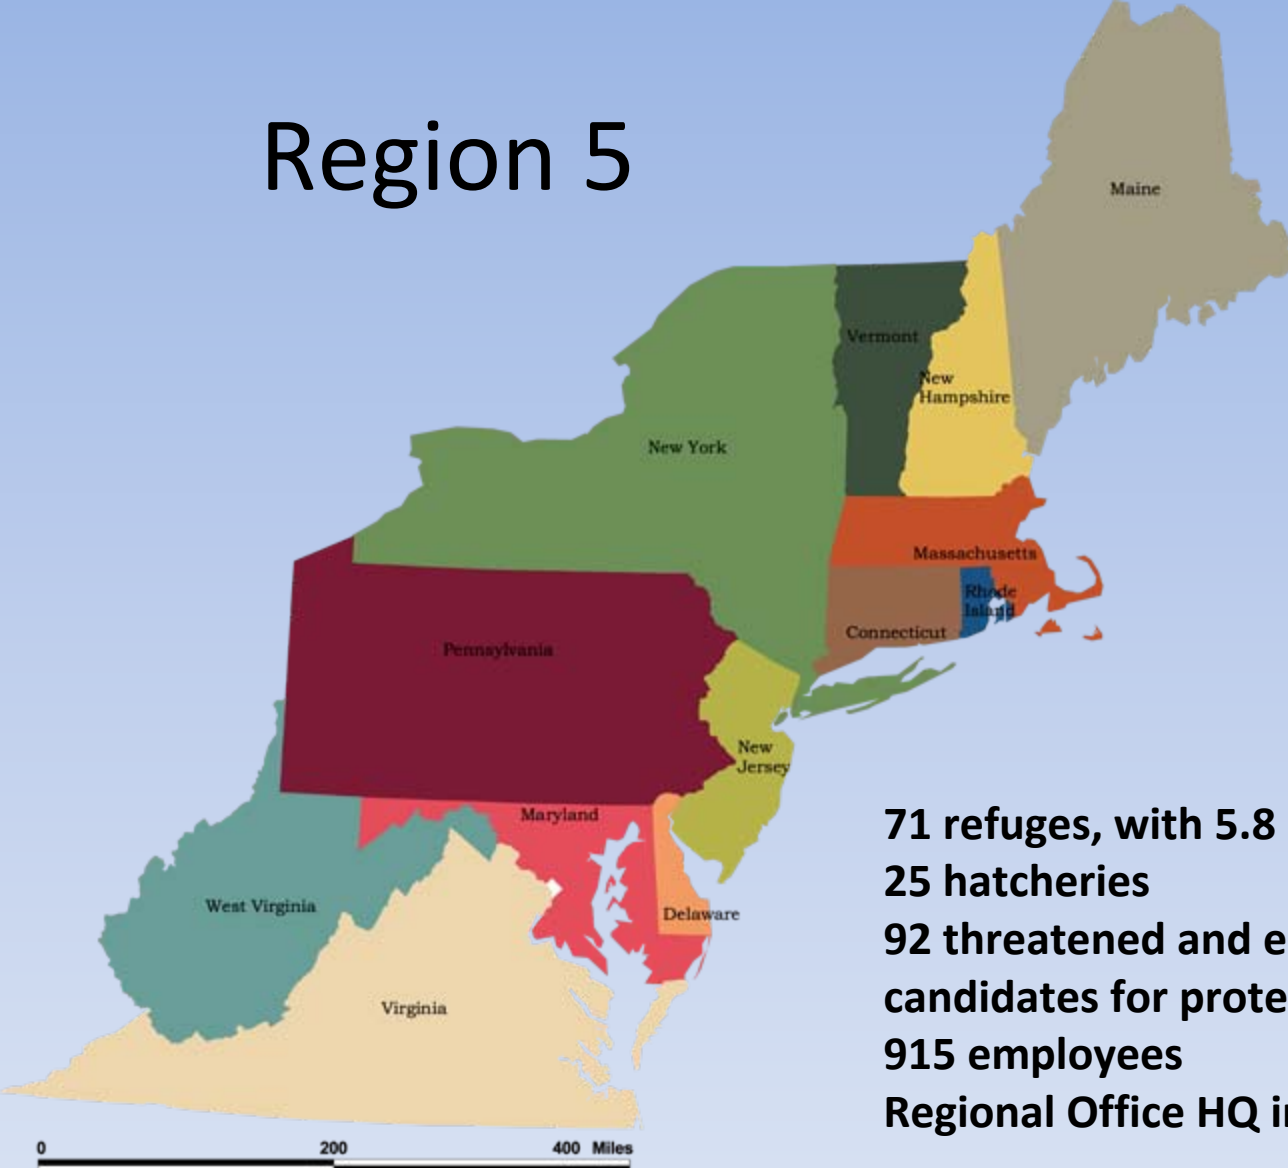 Region 5
Maine
Vermont
New
Hampshire
New York
Massachusetts
Rhode
Island
Connecticut
Pennsylvania
New
Jersey
Maryland
West Virginia
Delaware
Virginia
71 refuges, with 5.8
25 hatcheries
92 threatened and e
candidates for prote
915 employees
Regional Office HQ i
0 200 400 Miles